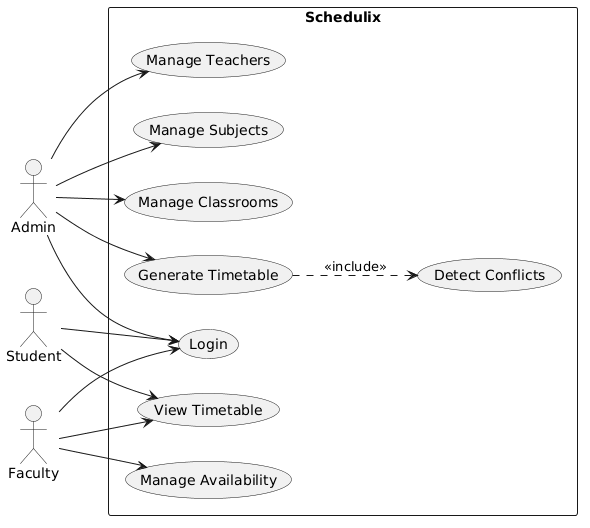 Schedulix
Manage Teachers
Manage Subjects
Manage Classrooms
Admin
Generate Timetable
«include»
Detect Conflicts
Login
Student
View Timetable
Faculty
Manage Availability